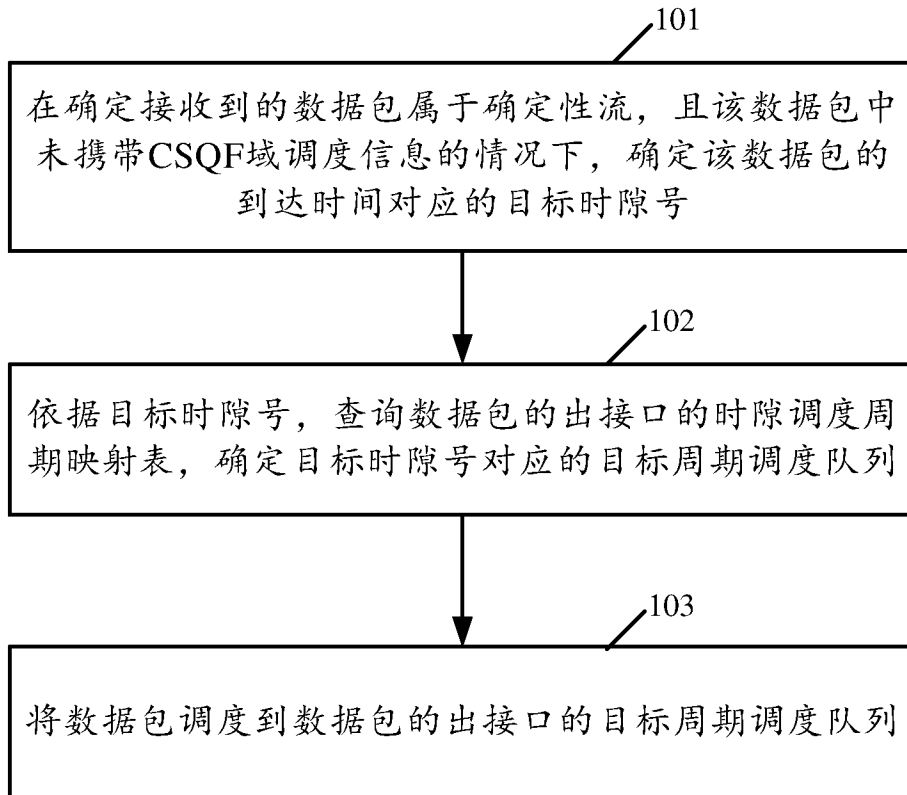 101
在确定接收到的数据包属于确定性流，且该数据包中
未携带CSQF域调度信息的情况下，确定该数据包的
到达时间对应的目标时隙号
102
依据目标时隙号，查询数据包的出接口的时隙调度周
期映射表，确定目标时隙号对应的目标周期调度队列
103
将数据包调度到数据包的出接口的目标周期调度队列